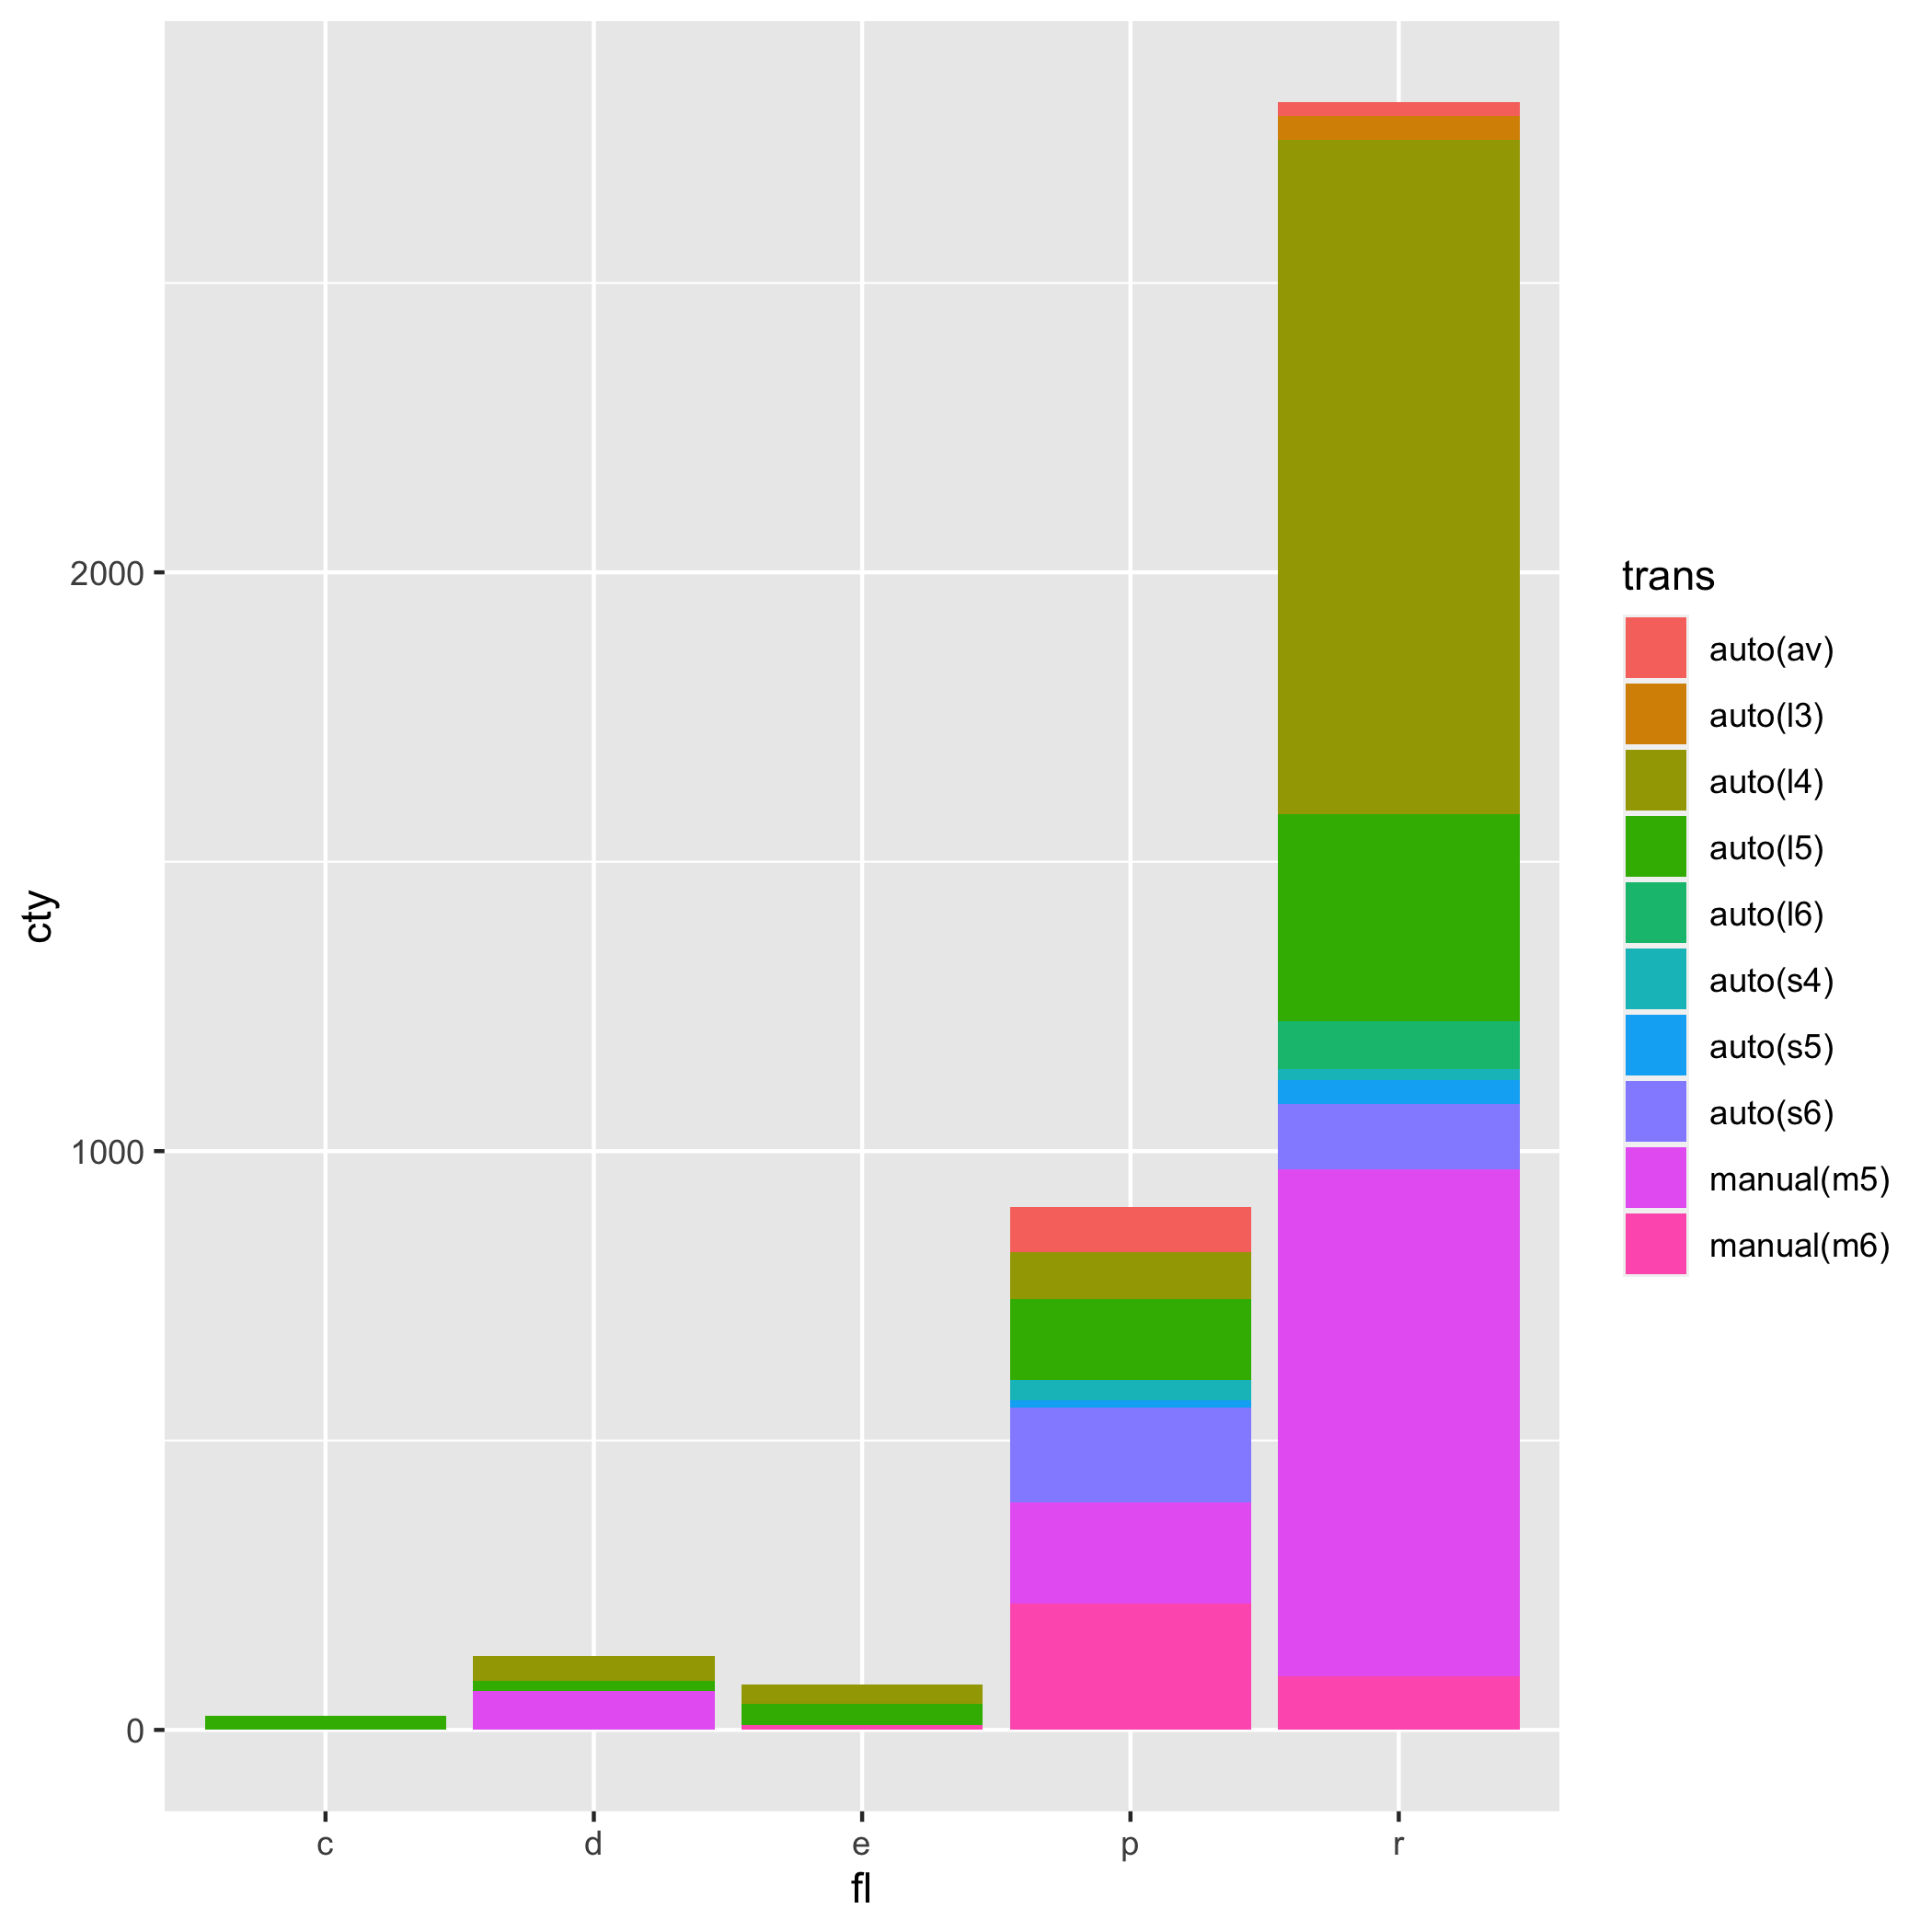 2000
1000
0
cty
c d e p r
fl
trans
auto(av)
auto(l3)
auto(l4)
auto(l5)
auto(l6)
auto(s4)
auto(s5)
auto(s6)
manual(m5)
manual(m6)